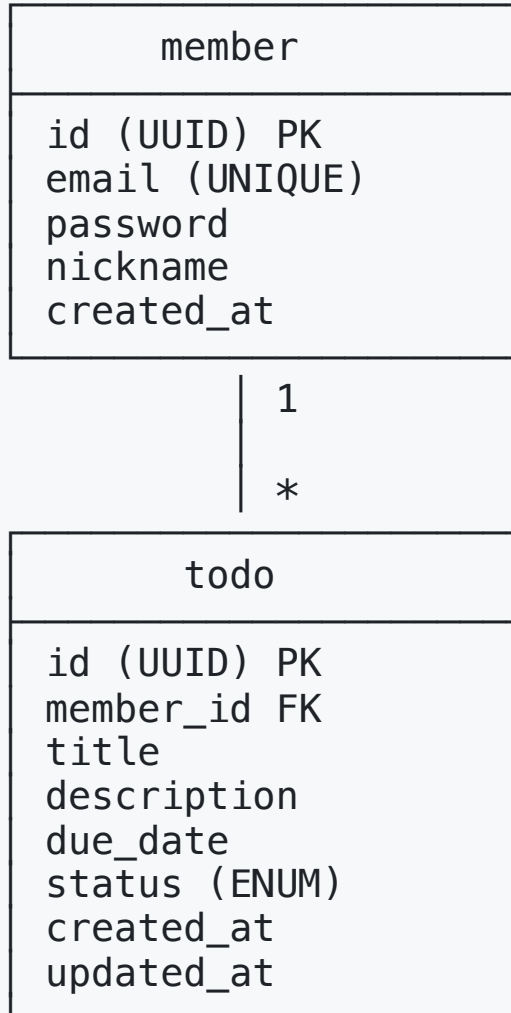 member
id (UUID) PK
email (UNIQUE)
password
nickname
created_at
1
*
todo
id (UUID) PK
member_id FK
title
description
due_date
status (ENUM)
created_at
updated_at